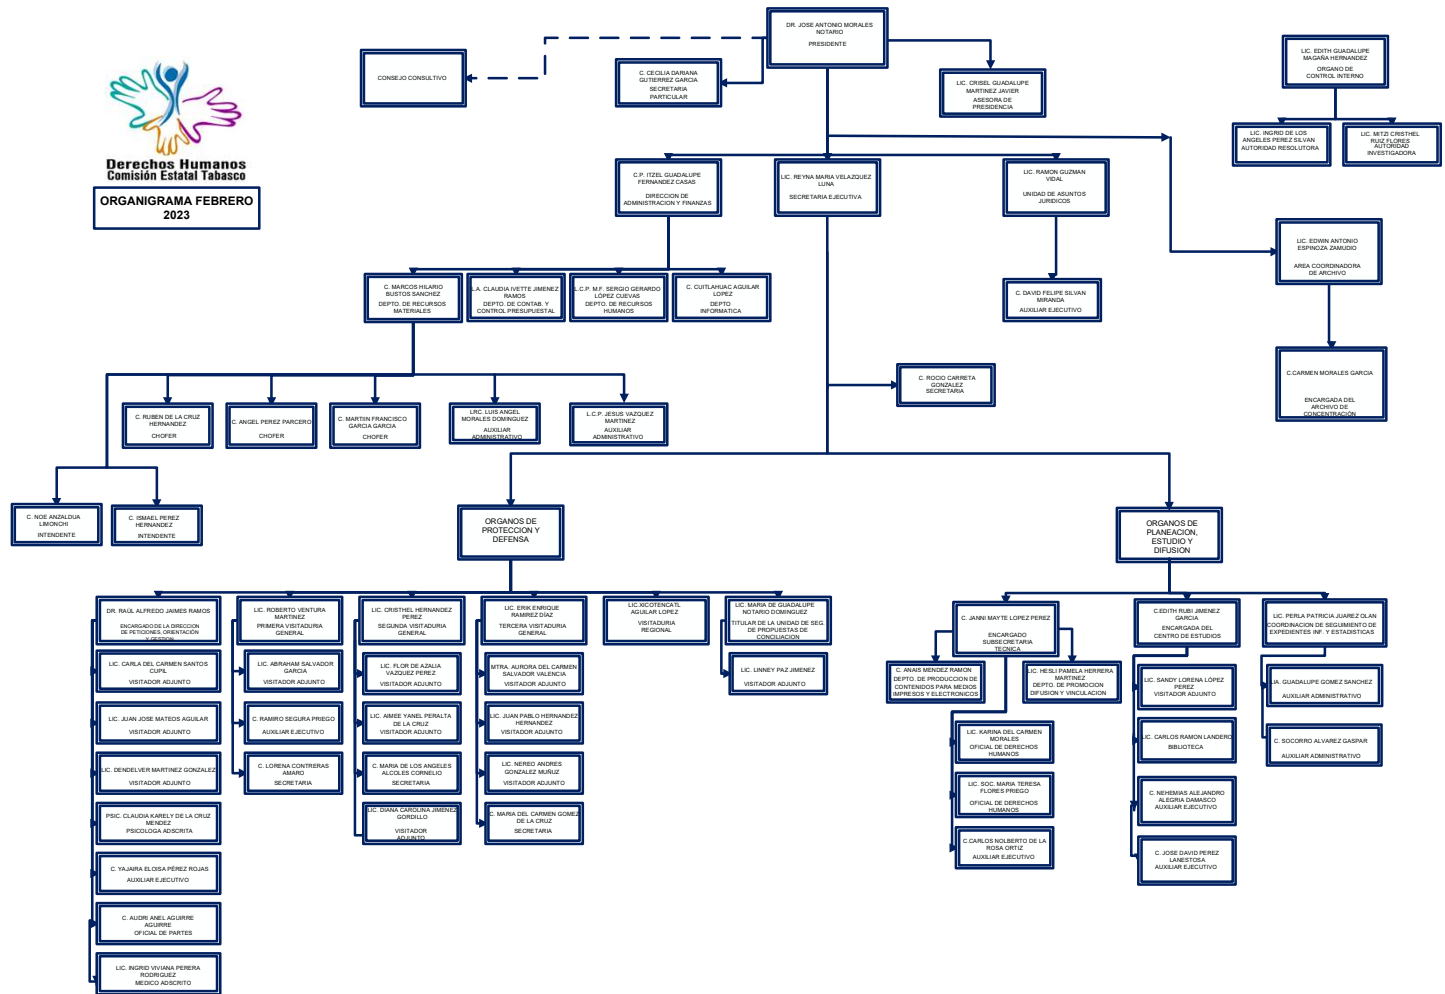 DR. JOSE ANTONIO MORALES
NOTARIO
PRESIDENTE
CONSEJO CONSULTIVO
C. CECILIA DARIANA
GUTIERREZ GARCIA
SECRETARIA
PARTICULAR
LIC. CRISEL GUADALUPE
MARTINEZ JAVIER
ASESORA DE
PRESIDENCIA
LIC. EDITH GUADALUPE
MAGAÑA HERNANDEZ
ORGANO DE
CONTROL INTERNO
LIC. INGRID DE LOS
ANGELES PEREZ SILVAN
AUTORIDAD RESOLUTORA
LIC. MITZI CRISTHEL
RUIZ FLORES
AUTORIDAD
INVESTIGADORA
Derechos Humanos
Comisión Estatal Tabasco
ORGANIGRAMA FEBRERO
2023
C.P. ITZEL GUADALUPE
FERNANDEZ CASAS
DIRECCION DE
ADMINISTRACION Y FINANZAS
LIC. REYNA MARIA VELAZQUEZ
LUNA
SECRETARIA EJECUTIVA
LIC. RAMON GUZMAN
VIDAL
UNIDAD DE ASUNTOS
JURIDICOS
LIC. EDWIN ANTONIO
ESPINOZA ZAMUDIO
AREA COORDINADORA
DE ARCHIVO
C. MARCOS HILARIO
BUSTOS SANCHEZ
DEPTO. DE RECURSOS
MATERIALES
L.A. CLAUDIA IVETTE JIMENEZ
RAMOS
DEPTO. DE CONTAB. Y
CONTROL PRESUPUESTAL
L.C.P. M.F. SERGIO GERARDO
LÓPEZ CUEVAS
DEPTO. DE RECURSOS
HUMANOS
C. CUITLAHUAC AGUILAR
LOPEZ
DEPTO
INFORMATICA
C. DAVID FELIPE SILVAN
MIRANDA
AUXILIAR EJECUTIVO
C.CARMEN MORALES GARCIA
ENCARGADA DEL
ARCHIVO DE
CONCENTRACIÓN
C. ROCIO CARRETA
GONZALEZ
SECRETARIA
C. RUBEN DE LA CRUZ
HERNANDEZ
CHOFER
C. ANGEL PEREZ PARCERO
CHOFER
C. MARTIIN FRANCISCO
GARCIA GARCIA
CHOFER
LRC. LUIS ANGEL
MORALES DOMINGUEZ
AUXILIAR
ADMINISTRATIVO
L.C.P. JESUS VAZQUEZ
MARTINEZ
AUXILIAR
ADMINISTRATIVO
C. NOE ANZALDUA
LIMONCHI
INTENDENTE
C. ISMAEL PEREZ
HERNANDEZ
INTENDENTE
ORGANOS DE
PROTECCION Y
DEFENSA
ORGANOS DE
PLANEACION,
ESTUDIO Y
DIFUSION
DR. RAÚL ALFREDO JAIMES RAMOS
ENCARGADO DE LA DIRECCION
DE PETICIONES, ORIENTACIÓN
Y GESTION
LIC. CARLA DEL CARMEN SANTOS
CUPIL
VISITADOR ADJUNTO
LIC. JUAN JOSE MATEOS AGUILAR
VISITADOR ADJUNTO
LIC. DENDELVER MARTINEZ GONZALEZ
VISITADOR ADJUNTO
PSIC. CLAUDIA KARELY DE LA CRUZ
MENDEZ
PSICOLOGA ADSCRITA
C. YAJAIRA ELOISA PÉREZ ROJAS
AUXILIAR EJECUTIVO
C. AUDRI ANEL AGUIRRE
AGUIRRE
OFICIAL DE PARTES
LIC. INGRID VIVIANA PERERA
RODRIGUEZ
MEDICO ADSCRITO
LIC. ROBERTO VENTURA
MARTINEZ
PRIMERA VISITADURIA
GENERAL
LIC. ABRAHAM SALVADOR
GARCIA
VISITADOR ADJUNTO
C. RAMIRO SEGURA PRIEGO
AUXILIAR EJECUTIVO
C. LORENA CONTRERAS
AMARO
SECRETARIA
LIC. CRISTHEL HERNANDEZ
PEREZ
SEGUNDA VISITADURIA
GENERAL
LIC. FLOR DE AZALIA
VAZQUEZ PEREZ
VISITADOR ADJUNTO
LIC. AIMÉE YANEL PERALTA
DE LA CRUZ
VISITADOR ADJUNTO
C. MARIA DE LOS ANGELES
ALCOLES CORNELIO
SECRETARIA
LIC. DIANA CAROLINA JIMENEZ
GORDILLO
VISITADOR
ADJUNTO
LIC. ERIK ENRIQUE
RAMIREZ DÍAZ
TERCERA VISITADURIA
GENERAL
MTRA. AURORA DEL CARMEN
SALVADOR VALENCIA
VISITADOR ADJUNTO
LIC. JUAN PABLO HERNANDEZ
HERNANDEZ
VISITADOR ADJUNTO
LIC. NEREO ANDRES
GONZALEZ MUÑUZ
VISITADOR ADJUNTO
C. MARIA DEL CARMEN GOMEZ
DE LA CRUZ
SECRETARIA
LIC.XICOTENCATL
AGUILAR LOPEZ
VISITADURIA
REGIONAL
LIC. MARIA DE GUADALUPE
NOTARIO DOMINGUEZ
TITULAR DE LA UNIDAD DE SEG.
DE PROPUESTAS DE
CONCILIACION
LIC. LINNEY PAZ JIMENEZ
VISITADOR ADJUNTO
C. JANNI MAYTE LOPEZ PEREZ
ENCARGADO
SUBSECRETARIA
TECNICA
C. ANAIS MENDEZ RAMON
DEPTO. DE PRODUCCION DE
CONTENIDOS PARA MEDIOS
IMPRESOS Y ELECTRONICOS
LIC. HESLI PAMELA HERRERA
MARTINEZ
DEPTO. DE PROMOCION
DIFUSION Y VINCULACION
LIC. KARINA DEL CARMEN
MORALES
OFICIAL DE DERECHOS
HUMANOS
LIC. SOC. MARIA TERESA
FLORES PRIEGO
OFICIAL DE DERECHOS
HUMANOS
C.CARLOS NOLBERTO DE LA
ROSA ORTIZ
AUXILIAR EJECUTIVO
C.EDITH RUBI JIMENEZ
GARCIA
ENCARGADA DEL
CENTRO DE ESTUDIOS
LIC. SANDY LORENA LÓPEZ
PEREZ
VISITADOR ADJUNTO
LIC. CARLOS RAMON LANDERO
BIBLIOTECA
C. NEHEMIAS ALEJANDRO
ALEGRIA DAMASCO
AUXILIAR EJECUTIVO
C. JOSE DAVID PEREZ
LANESTOSA
AUXILIAR EJECUTIVO
LIC. PERLA PATRICIA JUAREZ OLAN
COORDINACION DE SEGUIMIENTO DE
EXPEDIENTES INF. Y ESTADISTICAS
LIA. GUADALUPE GOMEZ SANCHEZ
AUXILIAR ADMINISTRATIVO
C. SOCORRO ALVAREZ GASPAR
AUXILIAR ADMINISTRATIVO